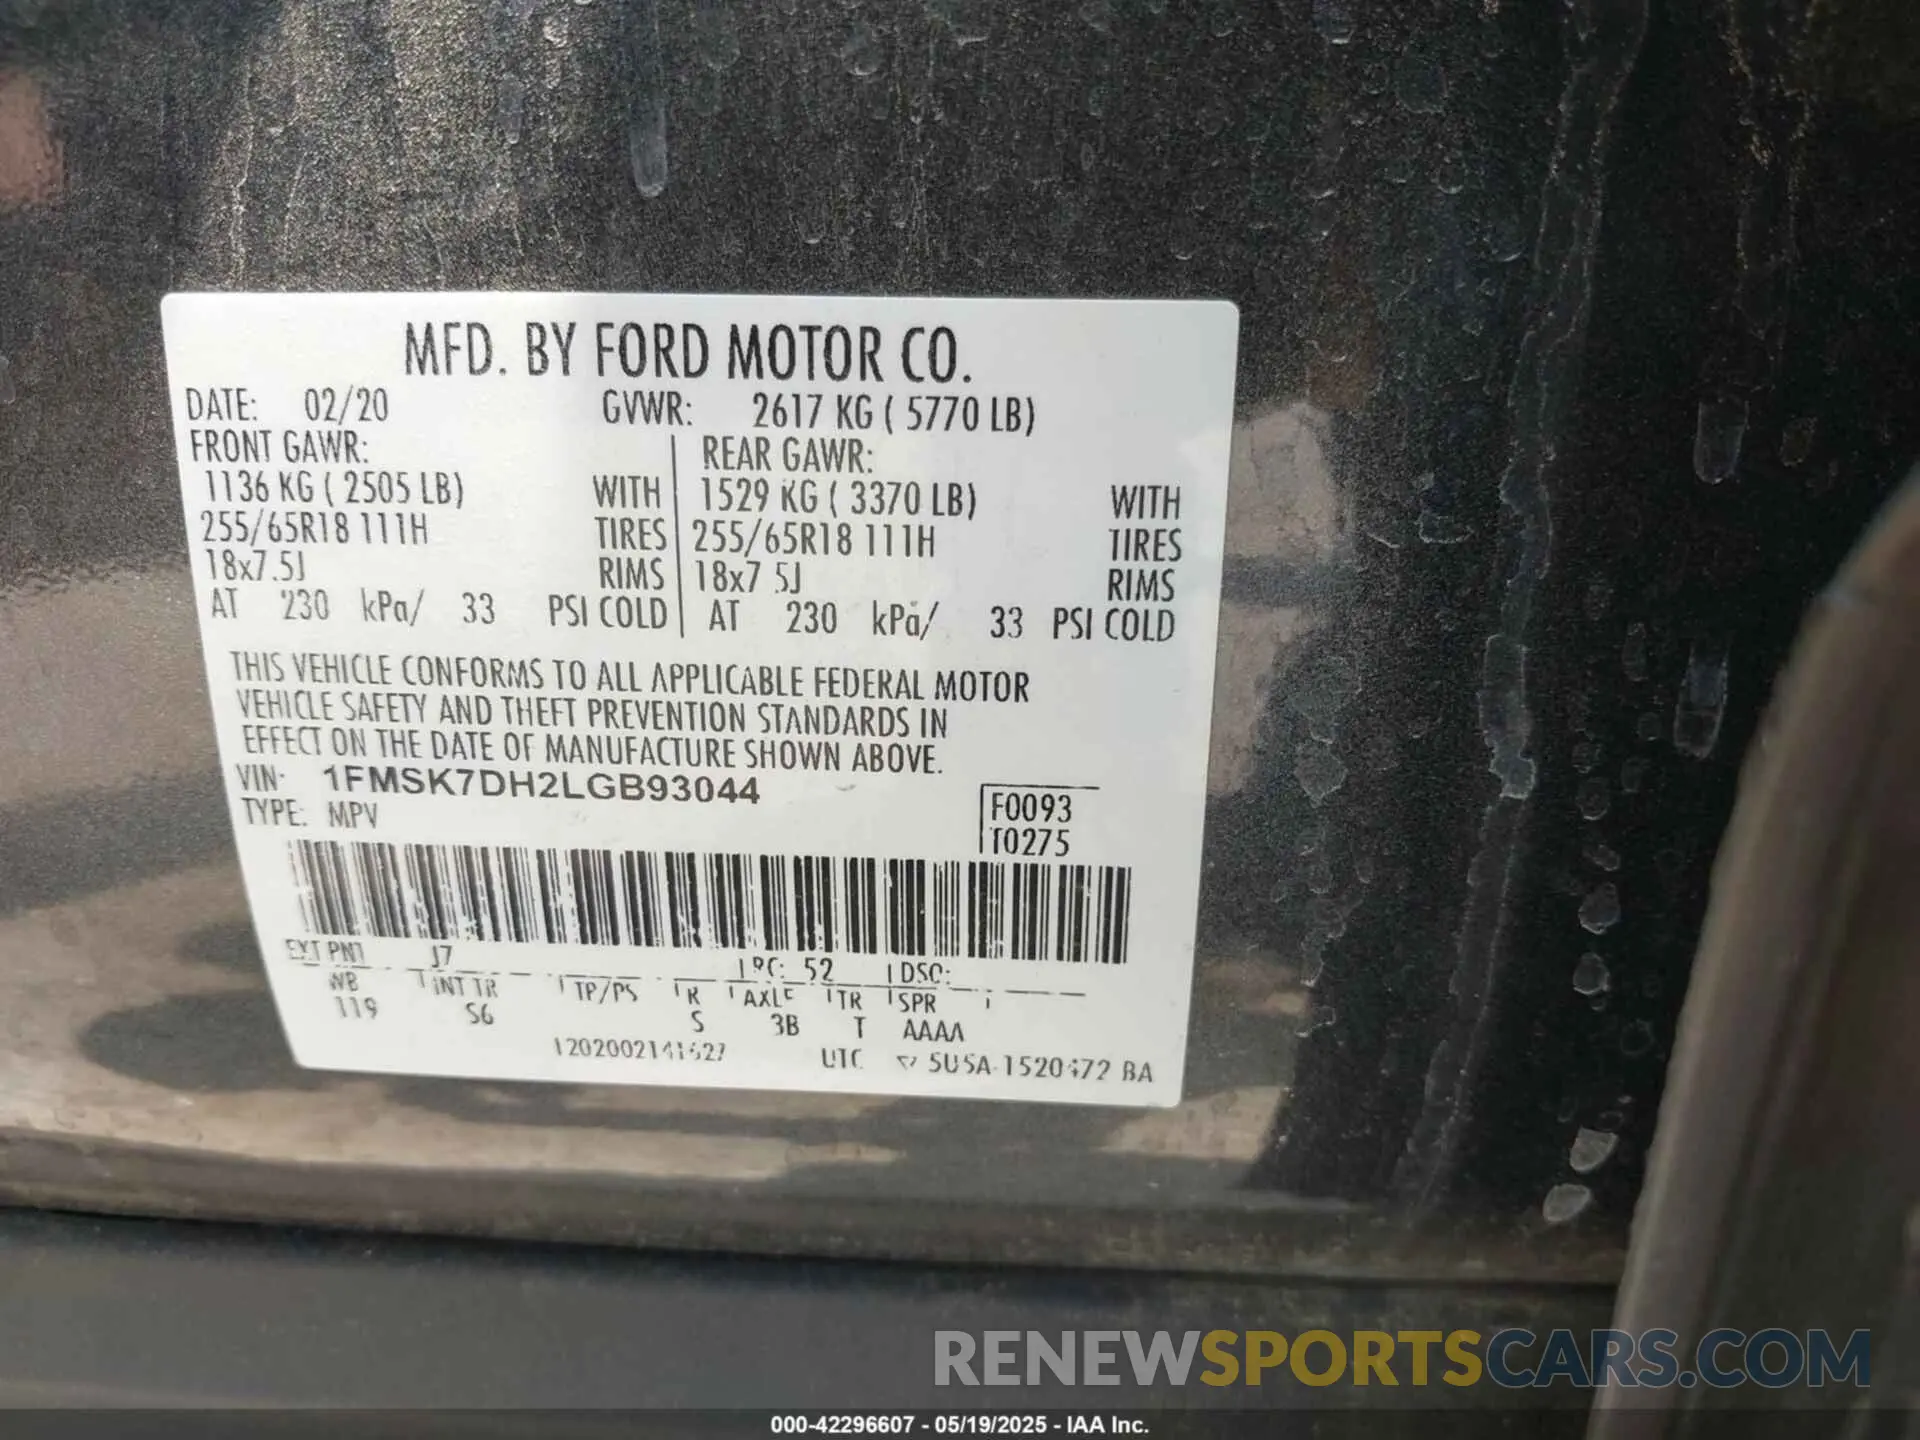 MFD. BY FORD MOTOR CO.
DATE: 02/20 GVWR: 2617 KG ( 5770 LB)
FRONT GAWR: REAR GAWR:
1136 KG ( 2505 LB) WITH 1529 KG ( 3370 LB) WITH
255/65R18 111H TIRES 255/65R18 111H TIRES
18x7.5J RIMS 18x7.5J RIMS
AT 230 kPa/ 33 PSI COLD AT 230 kPa/ 33 PSI COLD
THIS VEHICLE CONFORMS TO ALL APPLICABLE FEDERAL MOTOR
VEHICLE SAFETY AND THEFT PREVENTION STANDARDS IN
EFFECT ON THE DATE OF MANUFACTURE SHOWN ABOVE.
VIN: 1FMSK7DH2LGB93044
TYPE: MPV
F0093
T0275
EXT PNT J7 RC: 52 DSO:
WB INT TR TP/PS R AXLE TR SPR
119 S6 S 3B T AAAA
UTC
RENEWSPORTSCARS.COM
000-42296607 - 05/19/2025 - IAA Inc.